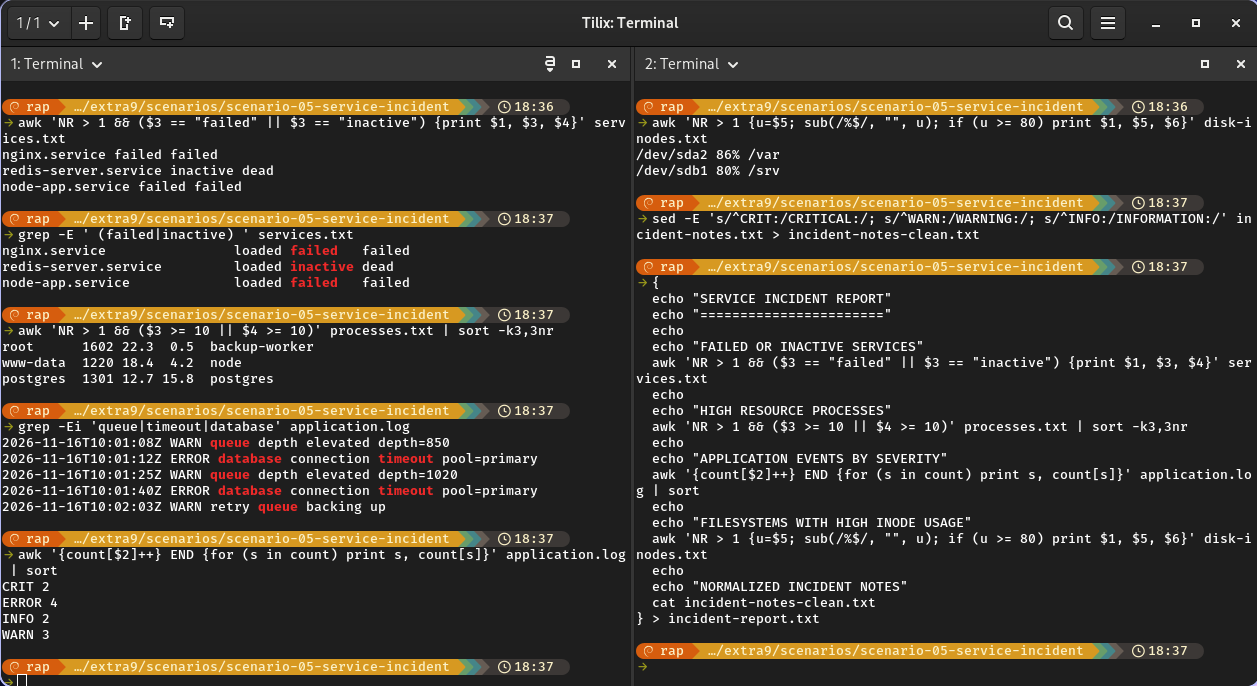 1 / 1
Tilix: Terminal
1: Terminal
rap …/extra9/scenarios/scenario-05-service-incident 18:36
→ awk 'NR > 1 && ($3 == "failed" || $3 == "inactive") {print $1, $3, $4}' serv
ices.txt
nginx.service failed failed
redis-server.service inactive dead
node-app.service failed failed
rap …/extra9/scenarios/scenario-05-service-incident 18:37
→ grep -E ' (failed|inactive) ' services.txt
nginx.service                loaded failed   failed
redis-server.service         loaded inactive dead
node-app.service             loaded failed   failed
rap …/extra9/scenarios/scenario-05-service-incident 18:37
→ awk 'NR > 1 && ($3 >= 10 || $4 >= 10)' processes.txt | sort -k3,3nr
root      1602 22.3  0.5  backup-worker
www-data  1220 18.4  4.2  node
postgres  1301 12.7 15.8  postgres
rap …/extra9/scenarios/scenario-05-service-incident 18:37
→ grep -Ei 'queue|timeout|database' application.log
2026-11-16T10:01:08Z WARN queue depth elevated depth=850
2026-11-16T10:01:12Z ERROR database connection timeout pool=primary
2026-11-16T10:01:25Z WARN queue depth elevated depth=1020
2026-11-16T10:01:40Z ERROR database connection timeout pool=primary
2026-11-16T10:02:03Z WARN retry queue backing up
rap …/extra9/scenarios/scenario-05-service-incident 18:37
→ awk '{count[$2]++} END {for (s in count) print s, count[s]}' application.log
| sort
CRIT 2
ERROR 4
INFO 2
WARN 3
rap …/extra9/scenarios/scenario-05-service-incident 18:37
→
2: Terminal
rap …/extra9/scenarios/scenario-05-service-incident 18:36
→ awk 'NR > 1 {u=$5; sub(/%$/, "", u); if (u >= 80) print $1, $5, $6}' disk-i
nodes.txt
/dev/sda2 86% /var
/dev/sdb1 80% /srv
rap …/extra9/scenarios/scenario-05-service-incident 18:37
→ sed -E 's/^CRIT:/CRITICAL:/; s/^WARN:/WARNING:/; s/^INFO:/INFORMATION:/' in
cident-notes.txt > incident-notes-clean.txt
rap …/extra9/scenarios/scenario-05-service-incident 18:37
→ {
echo "SERVICE INCIDENT REPORT"
echo "======================="
echo
echo "FAILED OR INACTIVE SERVICES"
awk 'NR > 1 && ($3 == "failed" || $3 == "inactive") {print $1, $3, $4}' ser
vices.txt
echo
echo "HIGH RESOURCE PROCESSES"
awk 'NR > 1 && ($3 >= 10 || $4 >= 10)' processes.txt | sort -k3,3nr
echo
echo "APPLICATION EVENTS BY SEVERITY"
awk '{count[$2]++} END {for (s in count) print s, count[s]}' application.lo
g | sort
echo
echo "FILESYSTEMS WITH HIGH INODE USAGE"
awk 'NR > 1 {u=$5; sub(/%$/, "", u); if (u >= 80) print $1, $5, $6}' disk-i
nodes.txt
echo
echo "NORMALIZED INCIDENT NOTES"
cat incident-notes-clean.txt
} > incident-report.txt
rap …/extra9/scenarios/scenario-05-service-incident 18:37
→